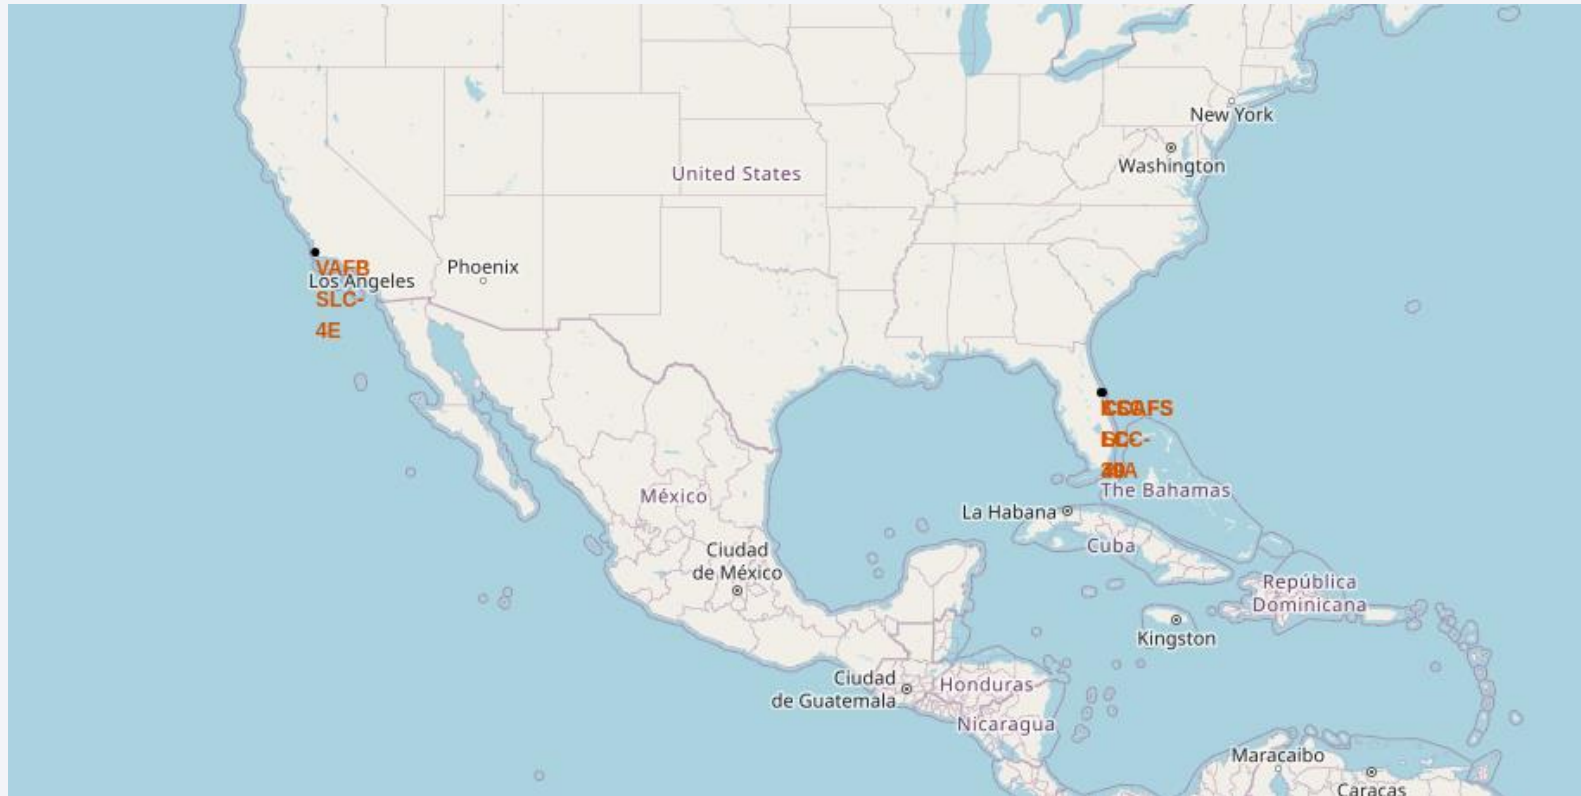 New York
Washington
United States
VAFB
Los Angeles
SLC-
4E
Phoenix
The Bahamas
La Habana
México
Cuba
Ciudad
de México
República
Dominicana
Kingston
Ciudad
de Guatemala
Honduras
Nicaragua
Maracaibo
Caracas